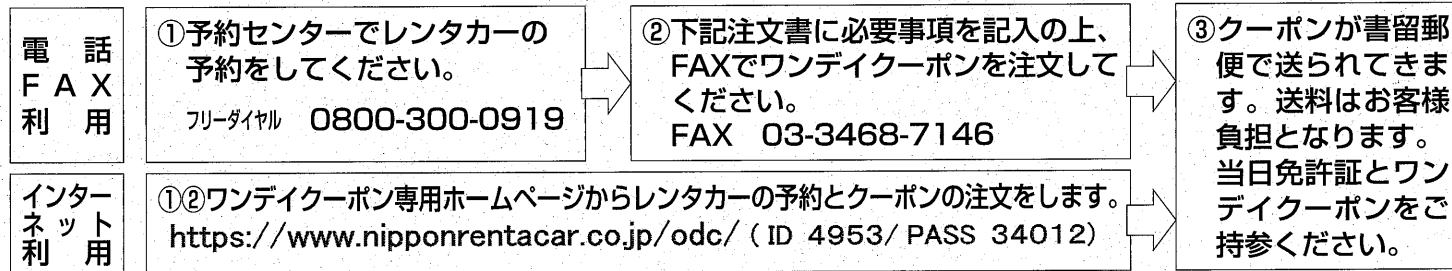 電話
FAX
利用
①予約センターでレンタカーの
予約をしてください。
フリーダイヤル 0800-300-0919
②下記注文書に必要事項を記入の上、
FAXでワンデイクーポンを注文して
ください。
FAX 03-3468-7146
インター
ネット
利用
①②ワンデイクーポン専用ホームページからレンタカーの予約とクーポンの注文をします。
https://www.nipponrentacar.co.jp/odc/ ( ID 4953/ PASS 34012)
③クーポンが書留郵
便で送られてきま
す。送料はお客様
負担となります。
当日免許証とワン
デイクーポンをご
持参ください。